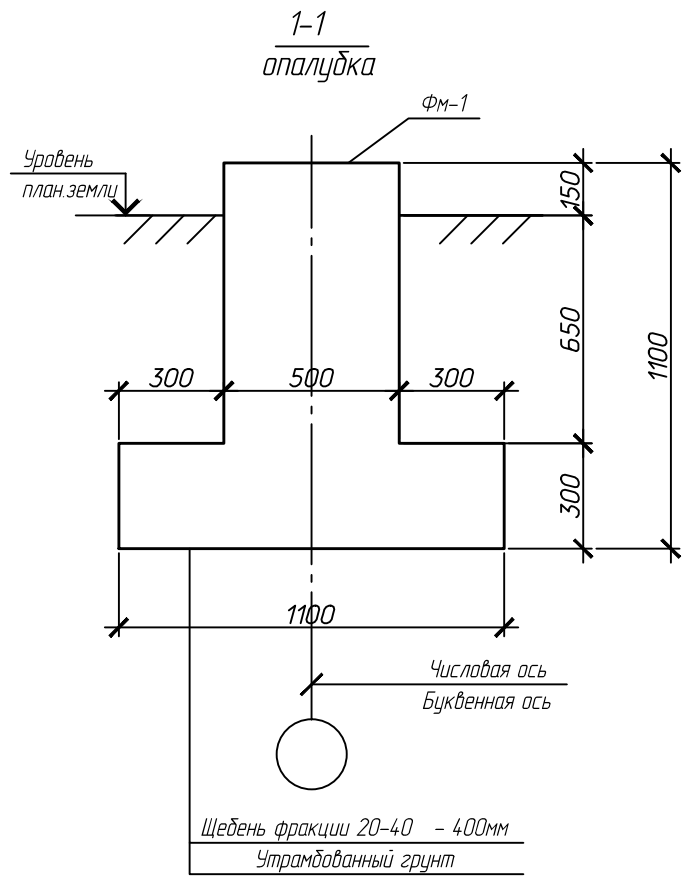 1-1
опалубка
Фм-1
Уровень
план.земли
150
650
1100
300
500
300
300
1100
Числовая ось
Буквенная ось
Щебень фракции 20-40 - 400мм
Утрамбованный грунт